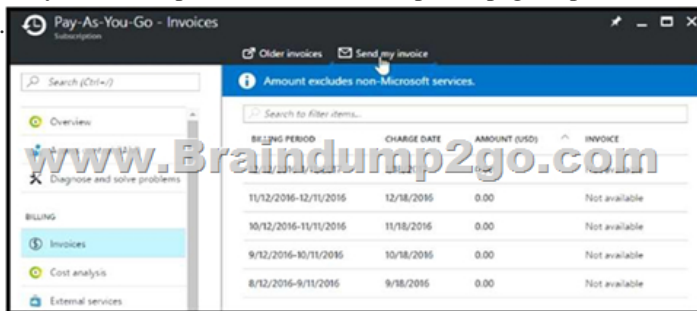 Pay-As-You-Go - Invoices
Subscription
Older invoices Send my invoice
Search (Ctrl+/)
Amount excludes non-Microsoft services.
Search to filter items...
Overview
BILLING PERIOD CHARGE DATE AMOUNT (USD) INVOICE
www.Braindump2go.com
Diagnose and solve problems
11/12/2016-12/11/2016 12/18/2016 0.00 Not available
BILLING
10/12/2016-11/11/2016 11/18/2016 0.00 Not available
Invoices
9/12/2016-10/11/2016 10/18/2016 0.00 Not available
Cost analysis
8/12/2016-9/11/2016 9/18/2016 0.00 Not available
External services